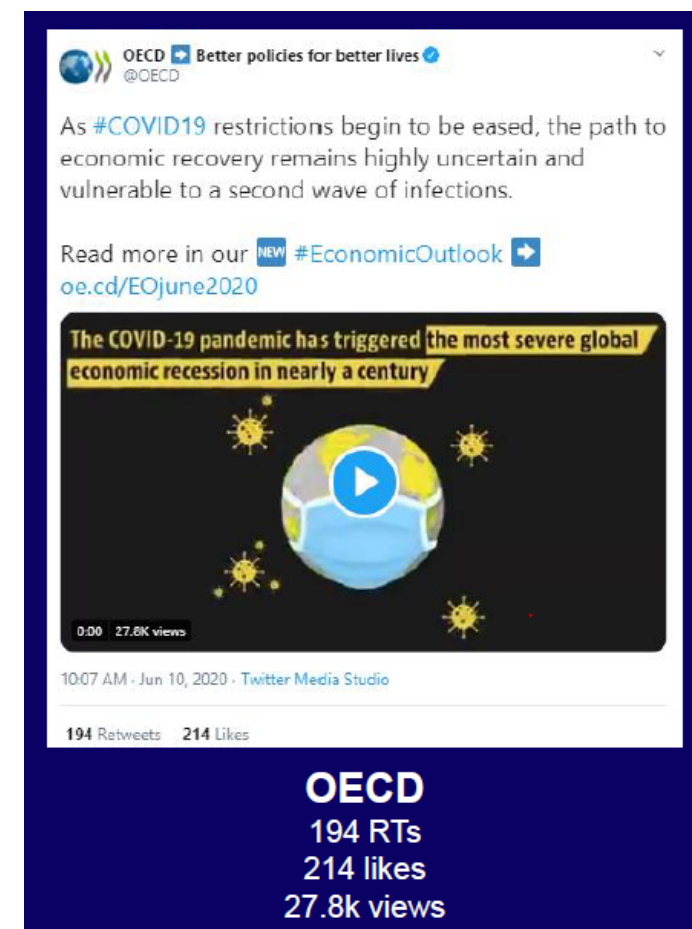 OECD ➡ Better policies for better lives
@OECD
As #COVID19 restrictions begin to be eased, the path to
economic recovery remains highly uncertain and
vulnerable to a second wave of infections.
Read more in our NEW #EconomicOutlook ➡
oe.cd/EOjune2020
The COVID-19 pandemic has triggered the most severe global
economic recession in nearly a century
0:00 27.8K views
10:07 AM · Jun 10, 2020 · Twitter Media Studio
194 Retweets 214 Likes
OECD
194 RTs
214 likes
27.8k views